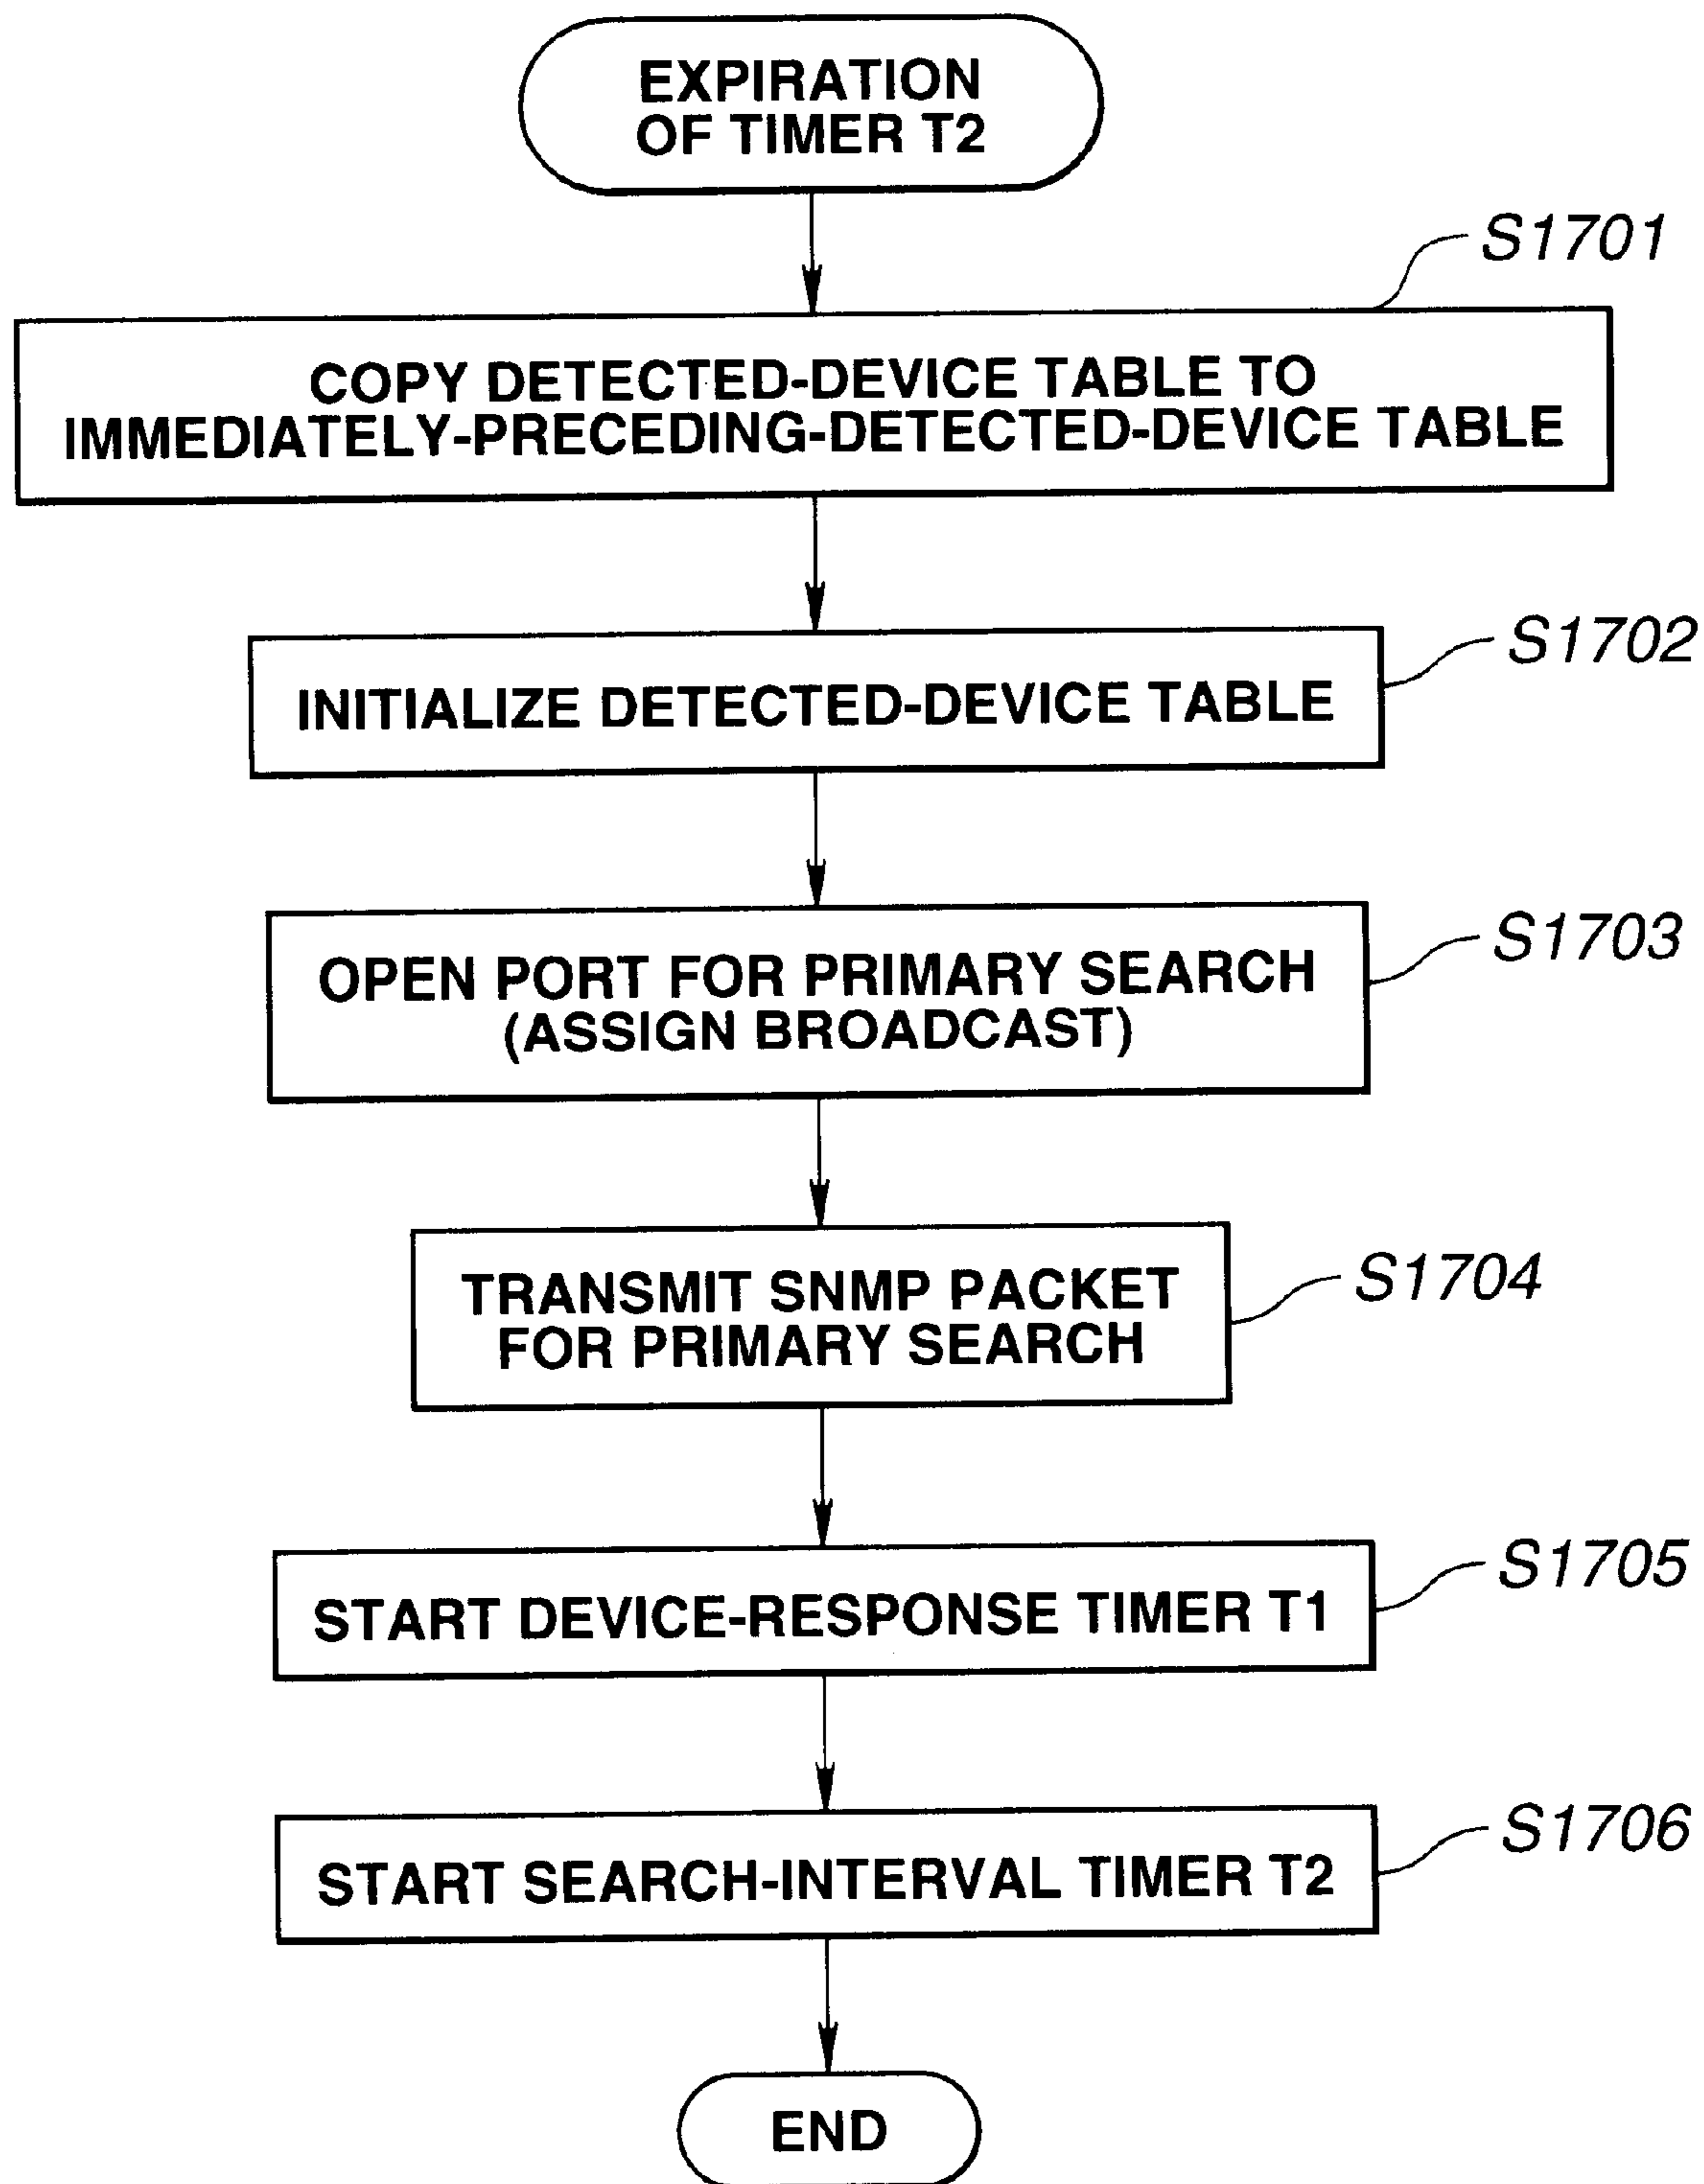 EXPIRATION
OF TIMER T2
S1701
COPY DETECTED-DEVICE TABLE TO
IMMEDIATELY-PRECEDING-DETECTED-DEVICE TABLE
S1702
INITIALIZE DETECTED-DEVICE TABLE
S1703
OPEN PORT FOR PRIMARY SEARCH
(ASSIGN BROADCAST)
S1704
TRANSMIT SNMP PACKET
FOR PRIMARY SEARCH
S1705
START DEVICE-RESPONSE TIMER T1
S1706
START SEARCH-INTERVAL TIMER T2
END